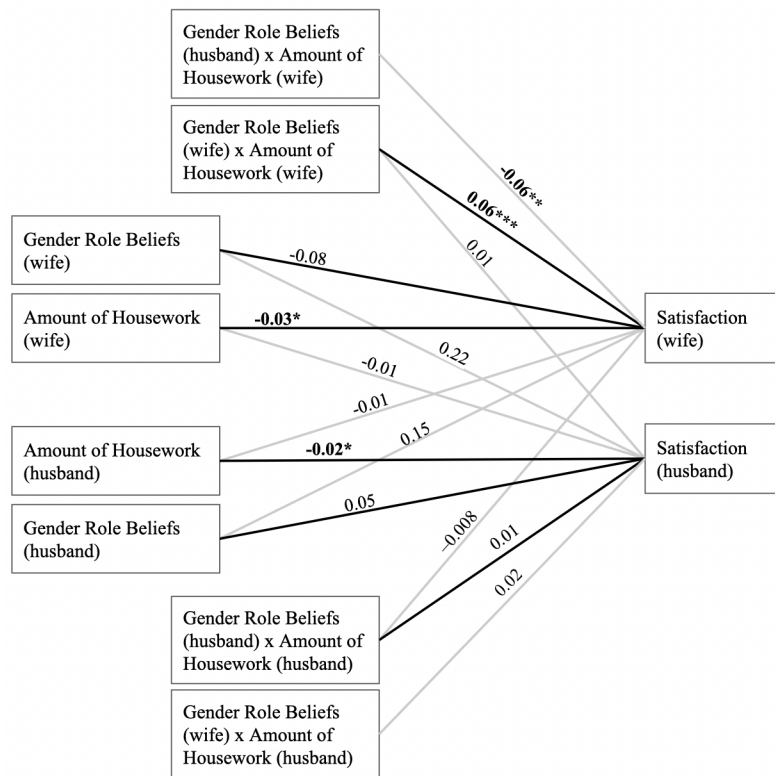 Gender Role Beliefs
(husband) x Amount of
Housework (wife)
Gender Role Beliefs
(wife) x Amount of
Housework (wife)
-0.06**
0.06***
0.01
Gender Role Beliefs
(wife)
-0.08
Amount of Housework
(wife)
-0.03*
Satisfaction
(wife)
-0.01
0.22
-0.01
0.15
Amount of Housework
(husband)
-0.02*
Satisfaction
(husband)
Gender Role Beliefs
(husband)
0.05
–0.008
0.01
0.02
Gender Role Beliefs
(husband) x Amount of
Housework (husband)
Gender Role Beliefs
(wife) x Amount of
Housework (husband)